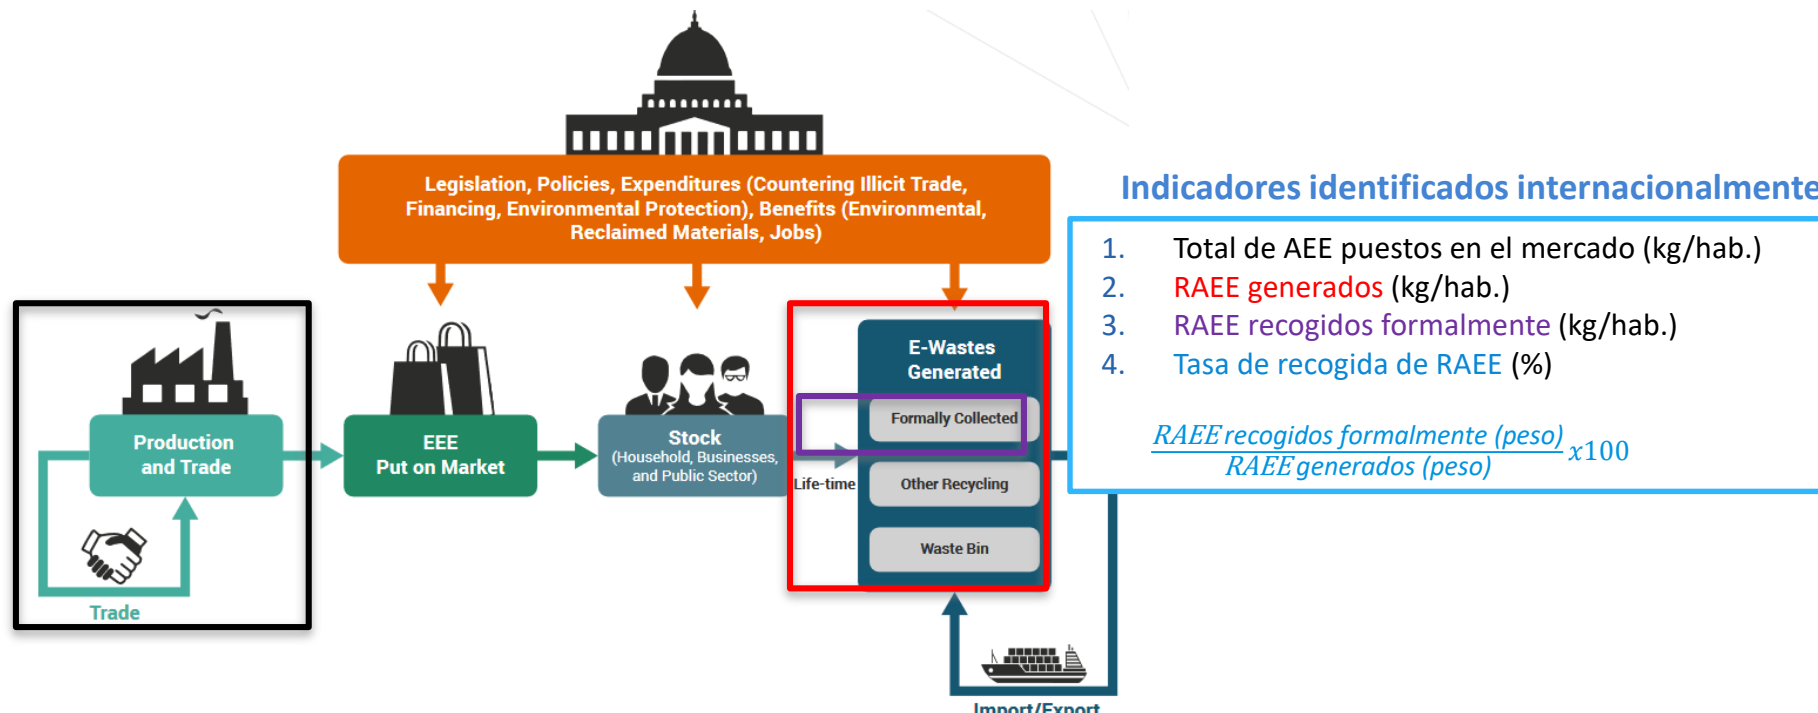 Legislation, Policies, Expenditures (Countering Illicit Trade,
Financing, Environmental Protection), Benefits (Environmental,
Reclaimed Materials, Jobs)
Indicadores identificados internacionalmente
1. Total de AEE puestos en el mercado (kg/hab.)
2. RAEE generados (kg/hab.)
3. RAEE recogidos formalmente (kg/hab.)
4. Tasa de recogida de RAEE (%)
RAEE recogidos formalmente (peso)
RAEE generados (peso)
x100
Production
and Trade
Trade
EEE
Put on Market
Stock
(Household, Businesses,
and Public Sector)
Life-time
E-Wastes
Generated
Formally Collected
Other Recycling
Waste Bin
Import/Export